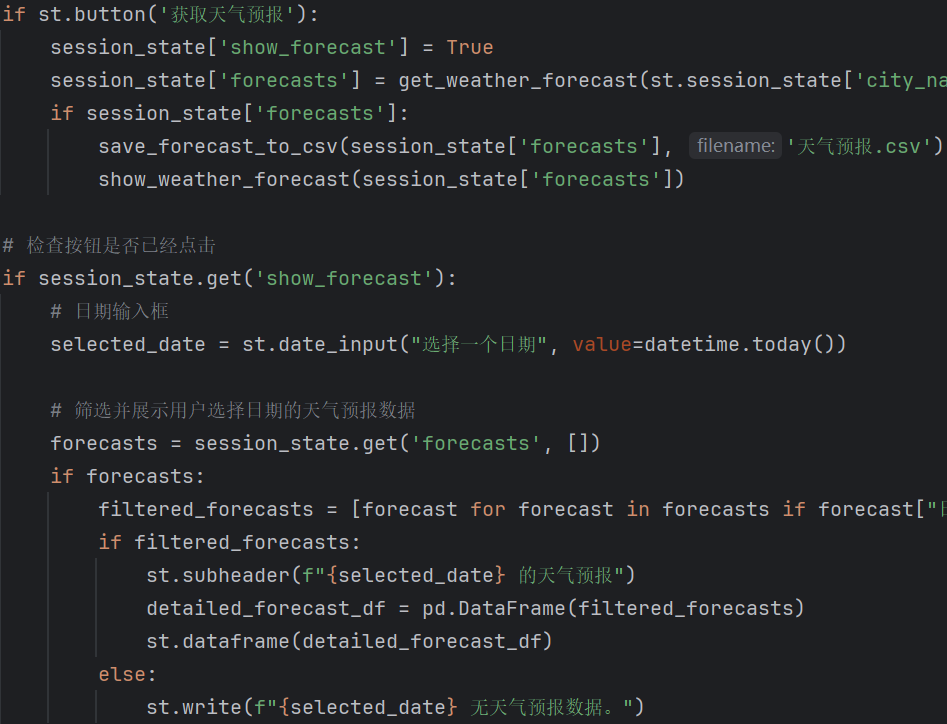 if st.button('获取天气预报'):
    session_state['show_forecast'] = True
    session_state['forecasts'] = get_weather_forecast(st.session_state['city_na
    if session_state['forecasts']:
        save_forecast_to_csv(session_state['forecasts'], filename: '天气预报.csv')
        show_weather_forecast(session_state['forecasts'])
# 检查按钮是否已经点击
if session_state.get('show_forecast'):
    # 日期输入框
    selected_date = st.date_input("选择一个日期", value=datetime.today())
    # 筛选并展示用户选择日期的天气预报数据
    forecasts = session_state.get('forecasts', [])
    if forecasts:
        filtered_forecasts = [forecast for forecast in forecasts if forecast["
        if filtered_forecasts:
            st.subheader(f"{selected_date} 的天气预报")
            detailed_forecast_df = pd.DataFrame(filtered_forecasts)
            st.dataframe(detailed_forecast_df)
        else:
            st.write(f"{selected_date} 无天气预报数据。")